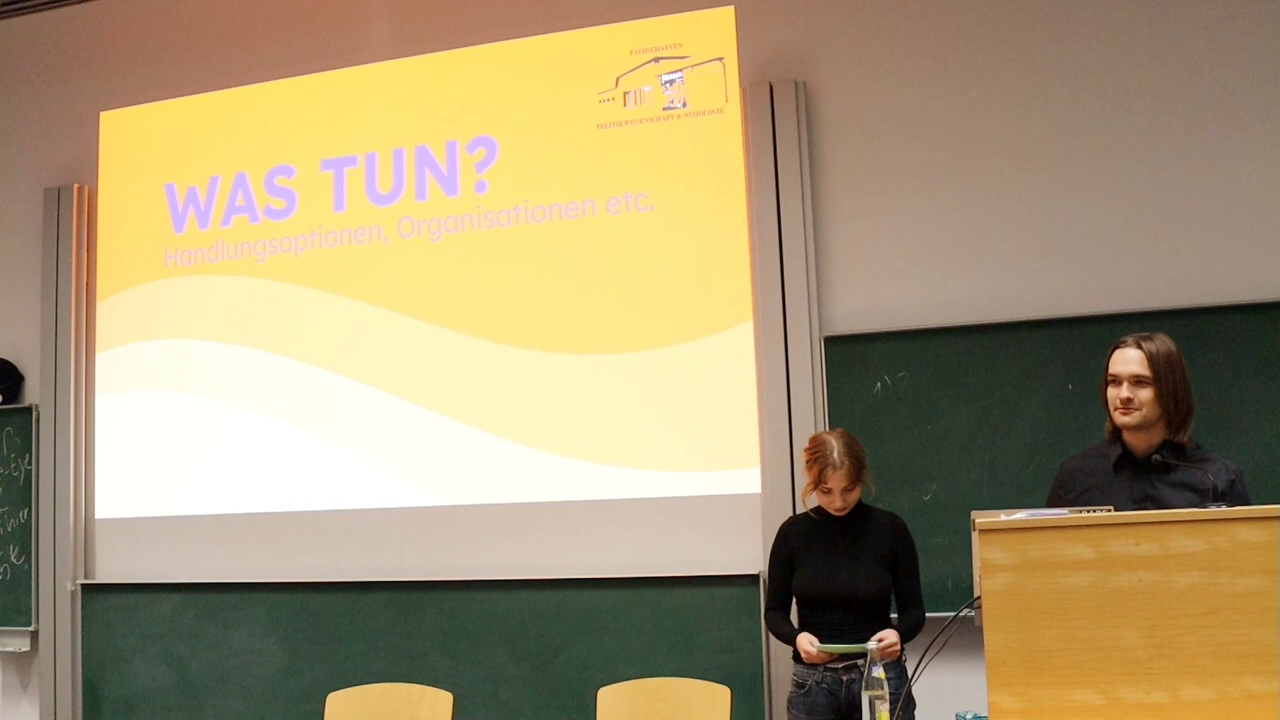 FACHSCHAFTEN
POLITIKWISSENSCHAFT & SOZIOLOGIE
WAS TUN?
Handlungsoptionen, Organisationen etc.